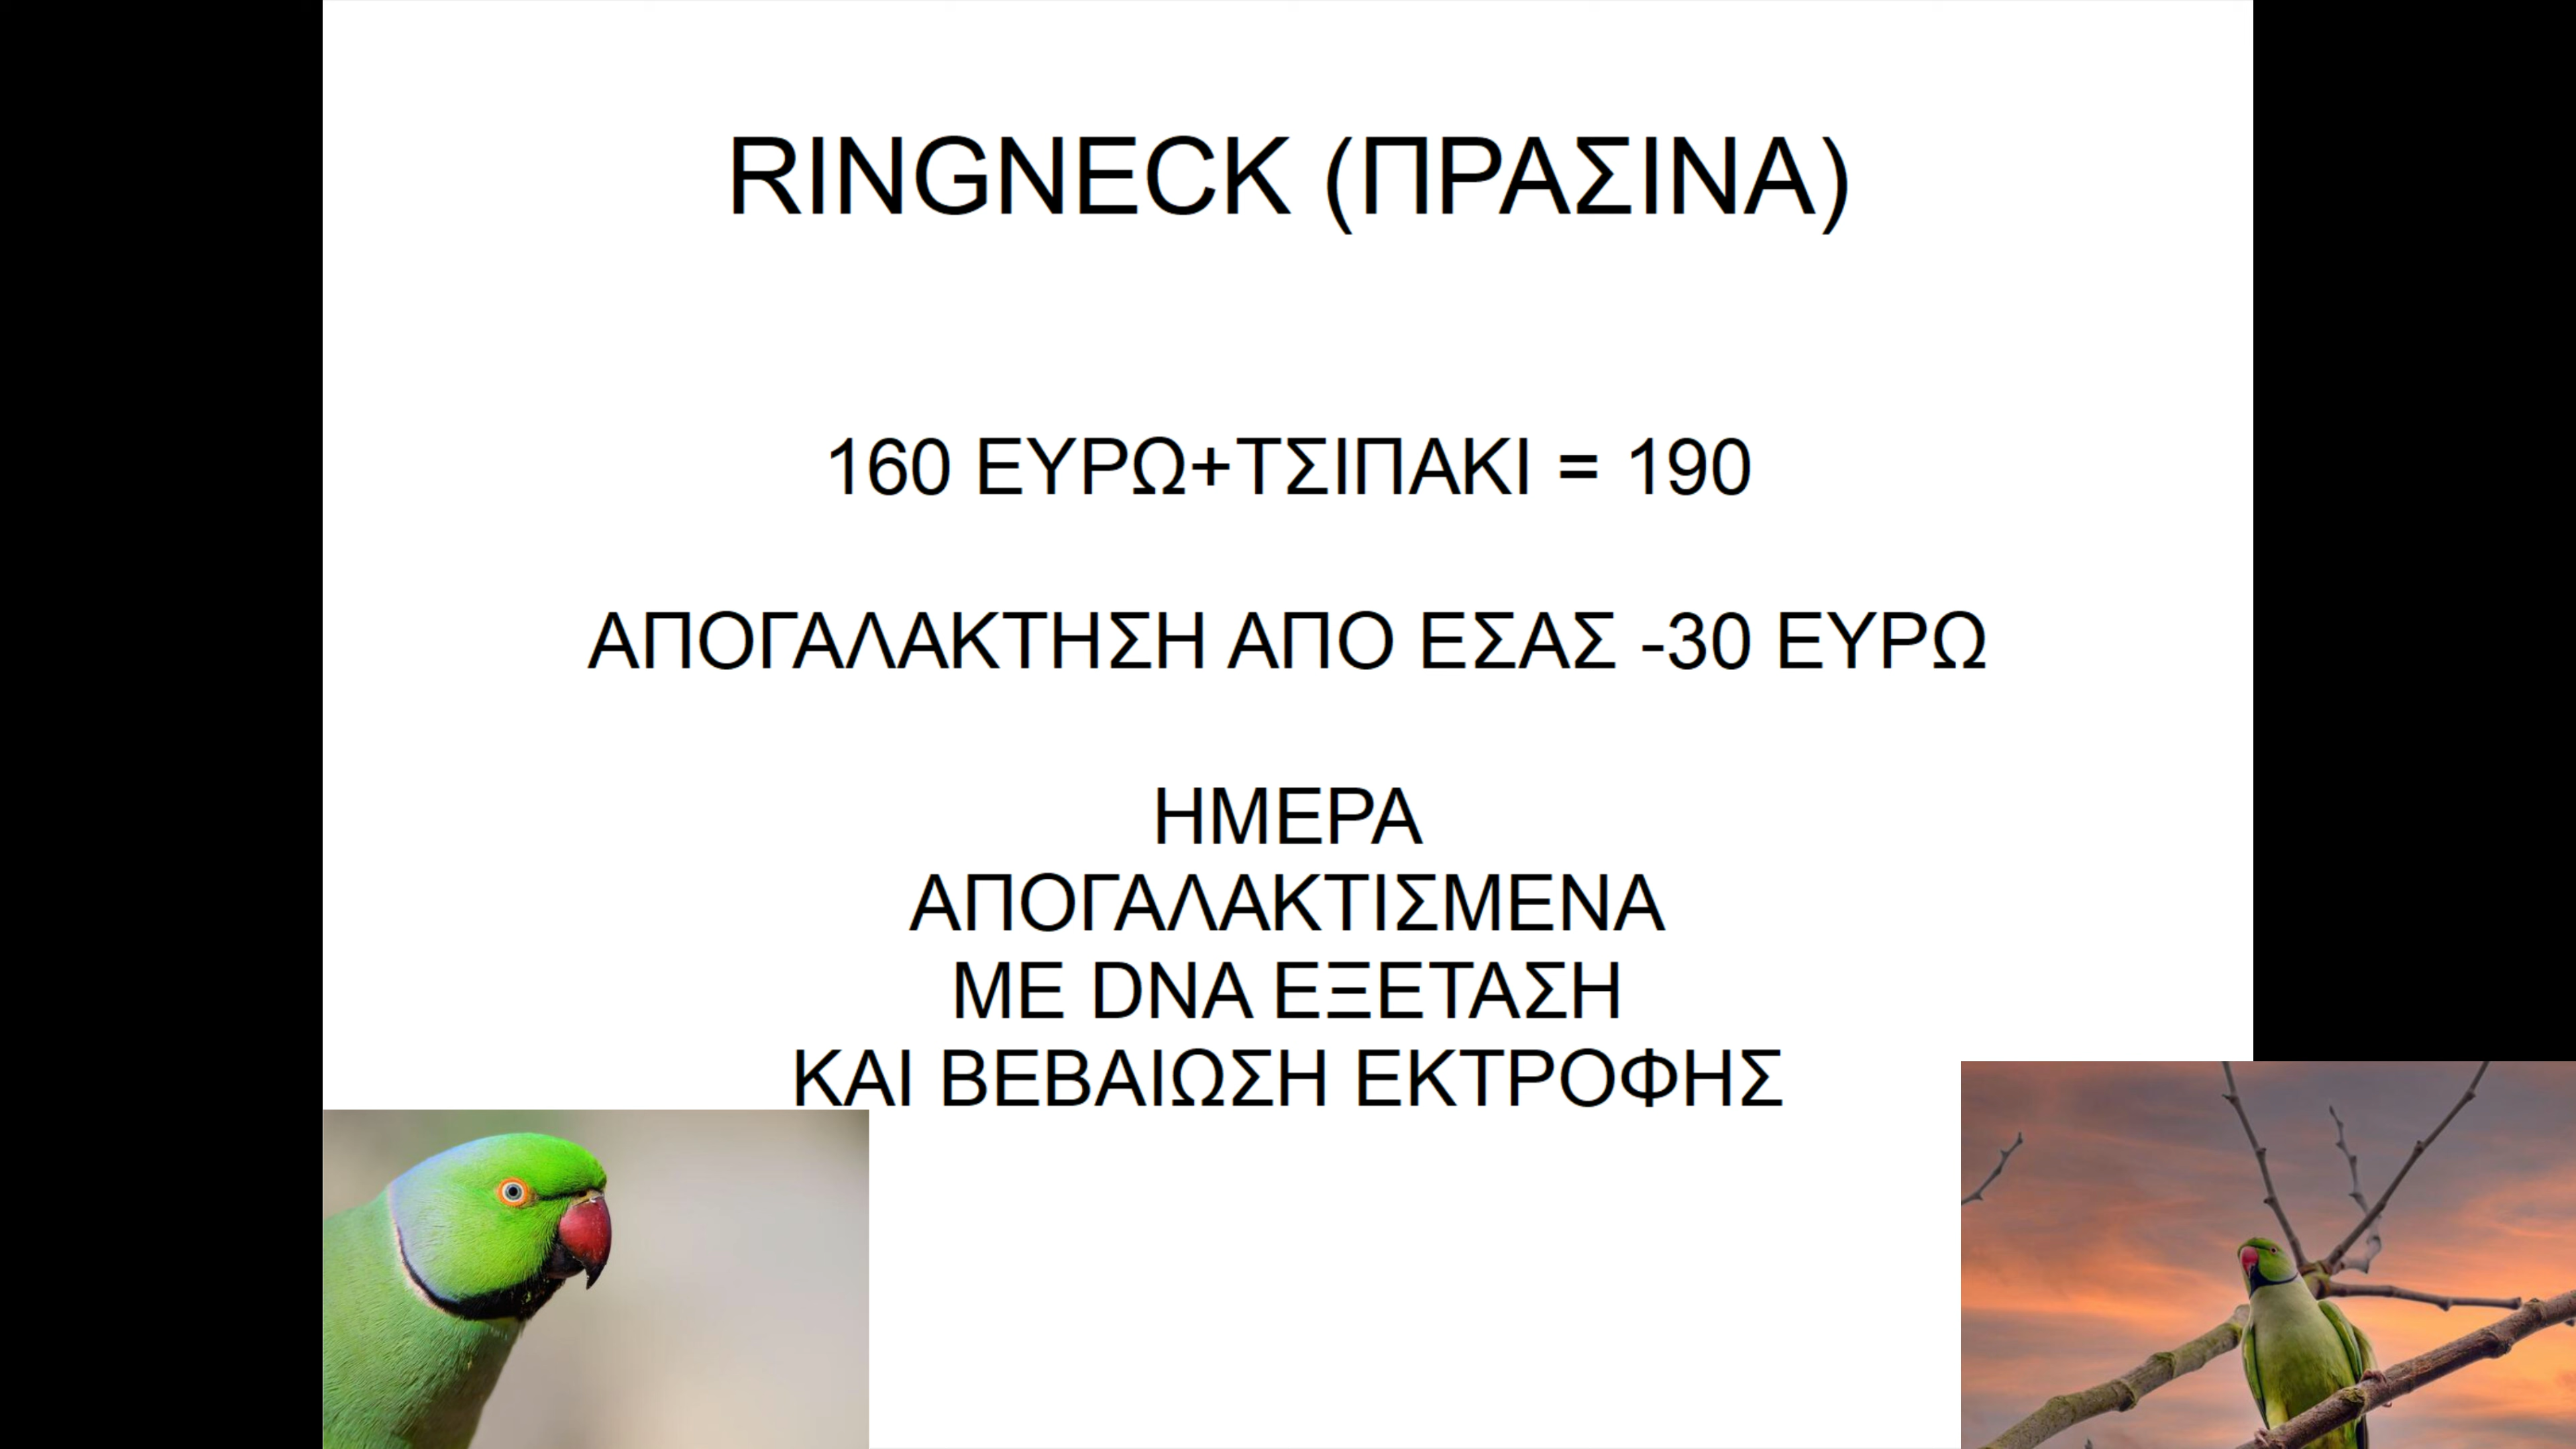 RINGNECK (ΠΡΑΣΙΝΑ)
160 ΕΥΡΩ+ΤΣΙΠΑΚΙ = 190
ΑΠΟΓΑΛΑΚΤΗΣΗ ΑΠΟ ΕΣΑΣ -30 ΕΥΡΩ
ΗΜΕΡΑ
ΑΠΟΓΑΛΑΚΤΙΣΜΕΝΑ
ΜΕ DNA ΕΞΕΤΑΣΗ
ΚΑΙ ΒΕΒΑΙΩΣΗ ΕΚΤΡΟΦΗΣ